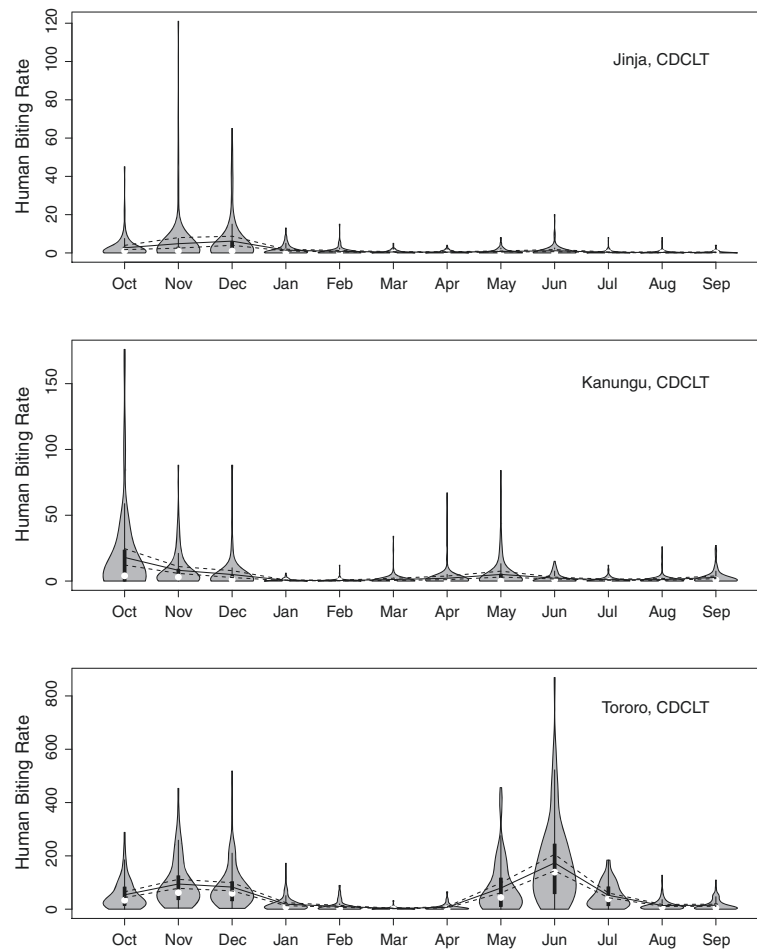 Human Biting Rate
120
100
80
60
40
20
0
Jinja, CDCLT
Oct Nov Dec Jan Feb Mar Apr May Jun Jul Aug Sep
Human Biting Rate
150
100
50
0
Kanungu, CDCLT
Oct Nov Dec Jan Feb Mar Apr May Jun Jul Aug Sep
Human Biting Rate
800
600
400
200
0
Tororo, CDCLT
Oct Nov Dec Jan Feb Mar Apr May Jun Jul Aug Sep